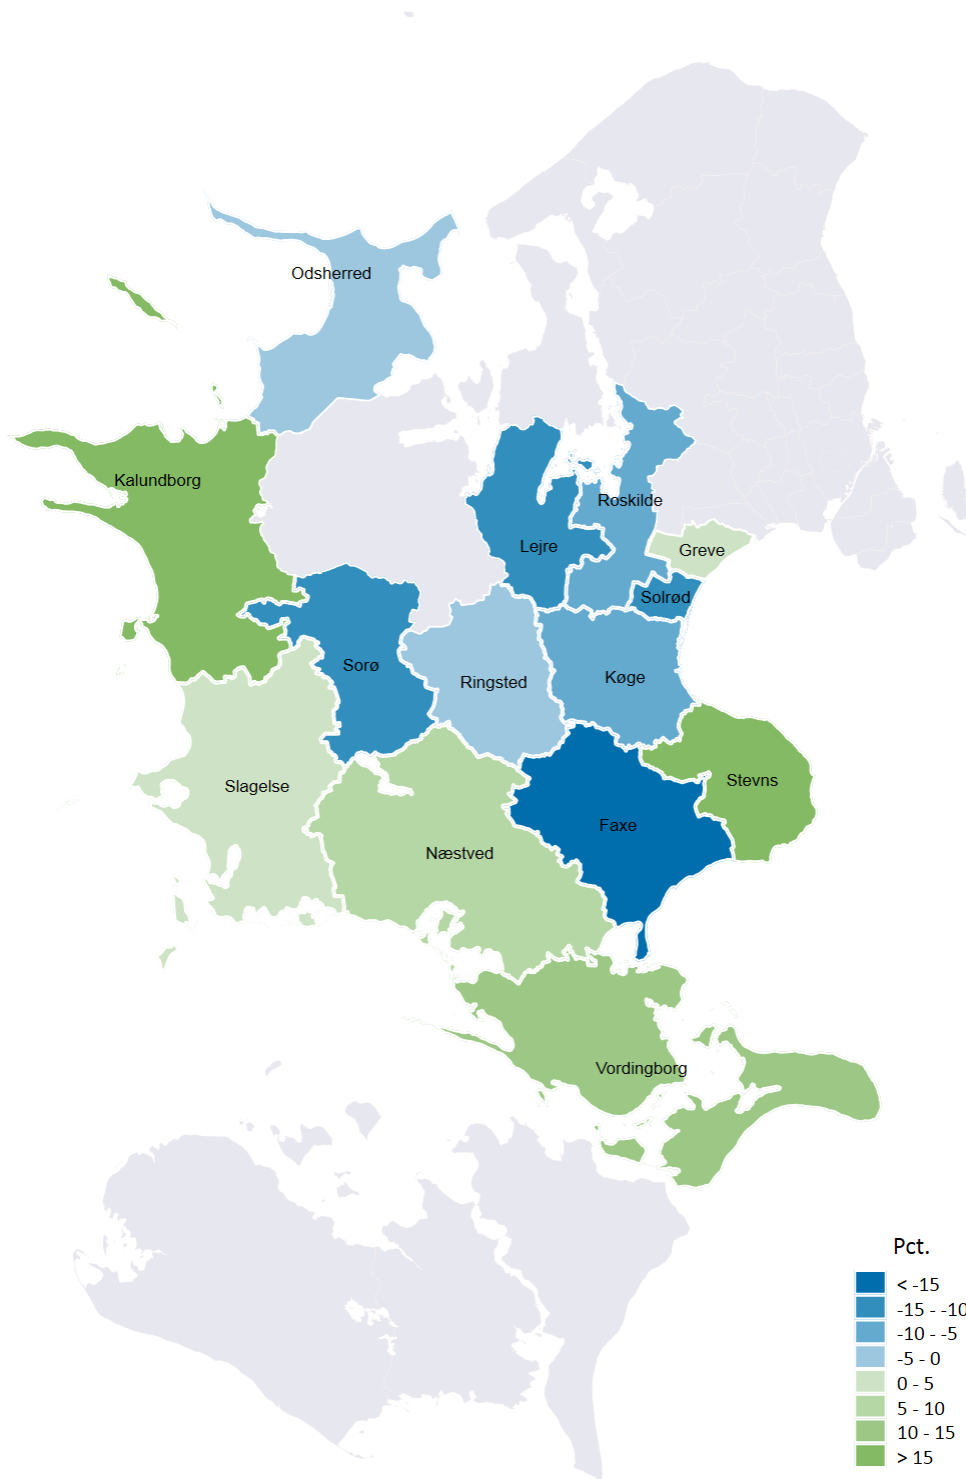 Odsherred
Kalundborg
Roskilde
Lejre
Greve
Solrød
Sorø
Ringsted
Køge
Slagelse
Stevns
Faxe
Næstved
Vordingborg
Pct.
< -15
-15 - -10
-10 - -5
-5 - 0
0 - 5
5 - 10
10 - 15
> 15